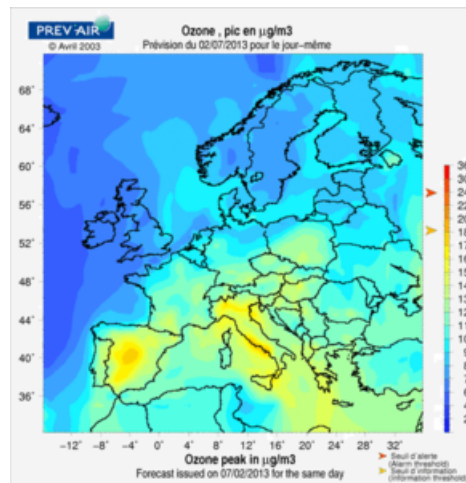 PREV'AIR
© Avril 2003
Ozone , pic en µg/m3
Prévision du 02/07/2013 pour le jour-même
68°
64°
60°
56°
52°
48°
44°
40°
36°
-12° -8° -4° 0° 4° 8° 12° 16° 20° 24° 28° 32°
Ozone peak in µg/m3
Forecast issued on 07/02/2013 for the same day
Seuil d'alerte
(Alarm threshold)
Seuil d'information
(Information threshold)